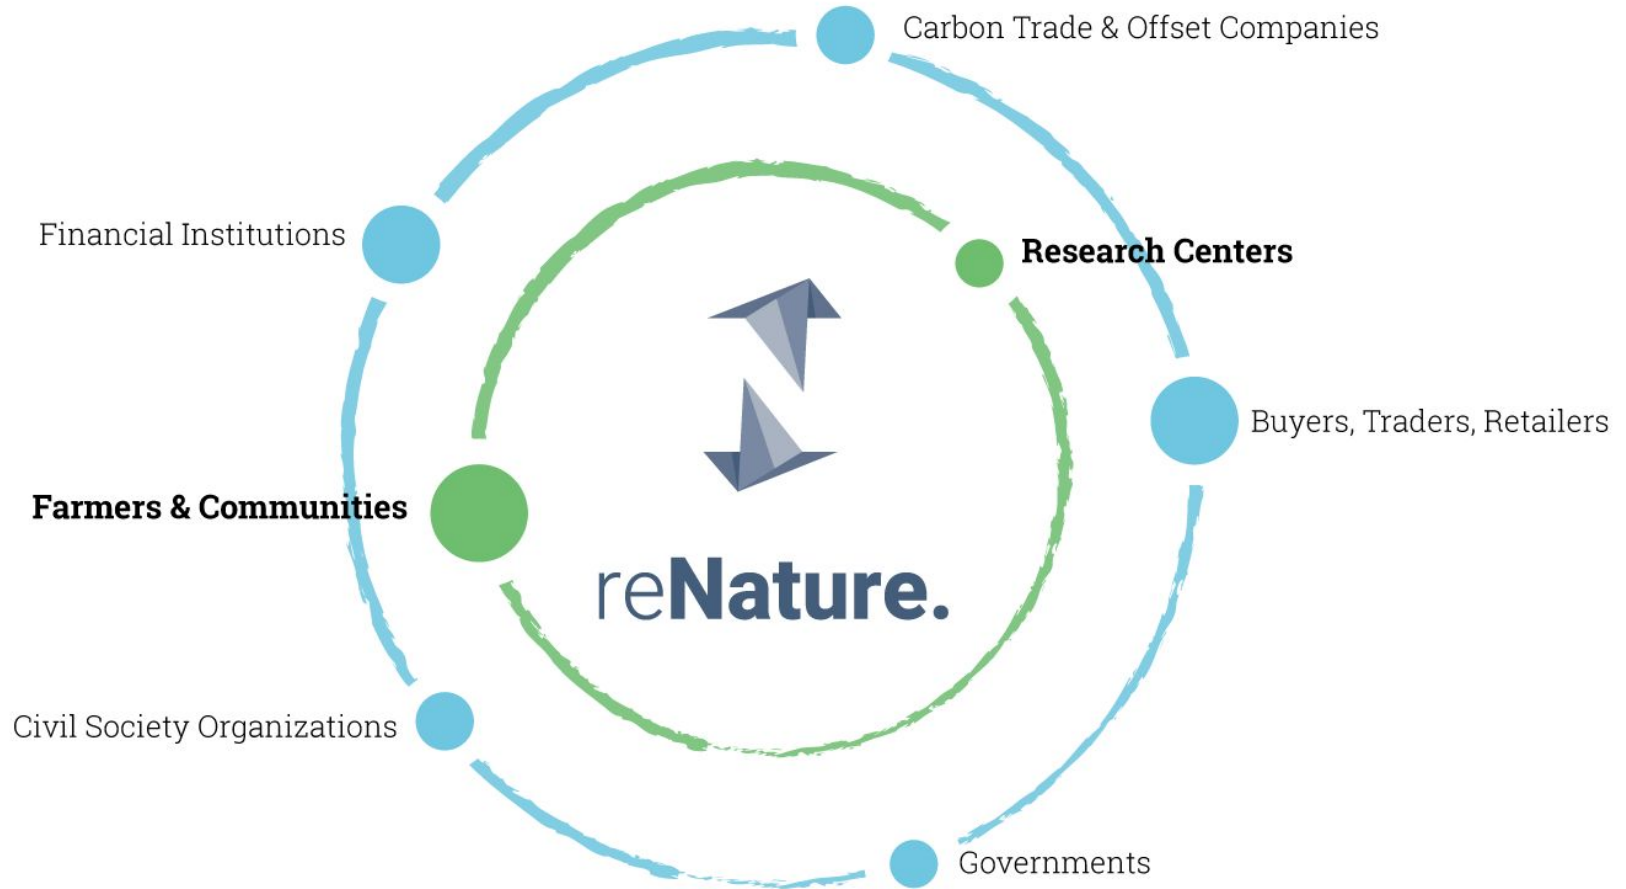 Carbon Trade & Offset Companies
Financial Institutions
Research Centers
Buyers, Traders, Retailers
Farmers & Communities
reNature.
Civil Society Organizations
Governments